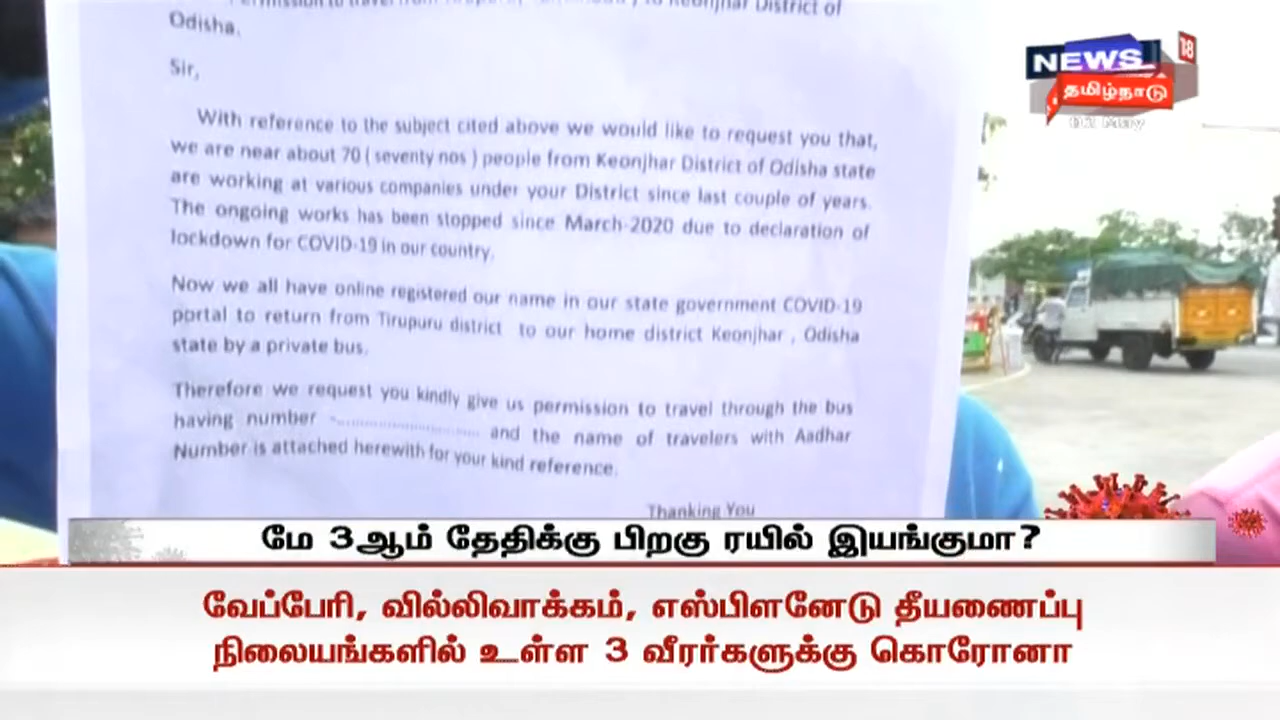 District of
Odisha.
Sir,
With reference to the subject cited above we would like to request you that,
we are near about 70 ( seventy nos ) people from Keonjhar District of Odisha state
are working at various companies under your District since last couple of years.
The ongoing works has been stopped since March-2020 due to declaration of
lockdown for COVID-19 in our country.
Now we all have online registered our name in our state government COVID-19
portal to return from Tirupuru district to our home district Keonjhar , Odisha
state by a private bus.
Therefore we request you kindly give us permission to travel through the bus
having number ................................ and the name of travelers with Aadhar
Number is attached herewith for your kind reference.
Thanking You
NEWS 18
தமிழ்நாடு
மே 3ஆம் தேதிக்கு பிறகு ரயில் இயங்குமா?
வேப்பேரி, வில்லிவாக்கம், எஸ்பிளனேடு தீயணைப்பு
நிலையங்களில் உள்ள 3 வீரர்களுக்கு கொரோனா